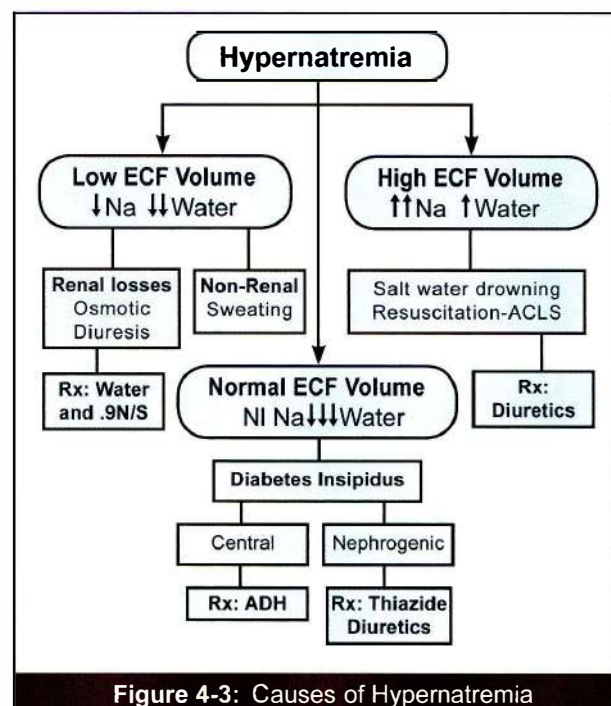 Hypernatremia
Low ECF Volume
↓Na ↓↓Water
High ECF Volume
↑↑Na ↑Water
Renal losses
Osmotic
Diuresis
Non-Renal
Sweating
Salt water drowning
Resuscitation-ACLS
Rx: Water
and .9N/S
Normal ECF Volume
Nl Na↓↓↓Water
Rx:
Diuretics
Diabetes Insipidus
Central
Nephrogenic
Rx: ADH
Rx: Thiazide
Diuretics
Figure 4-3: Causes of Hypernatremia